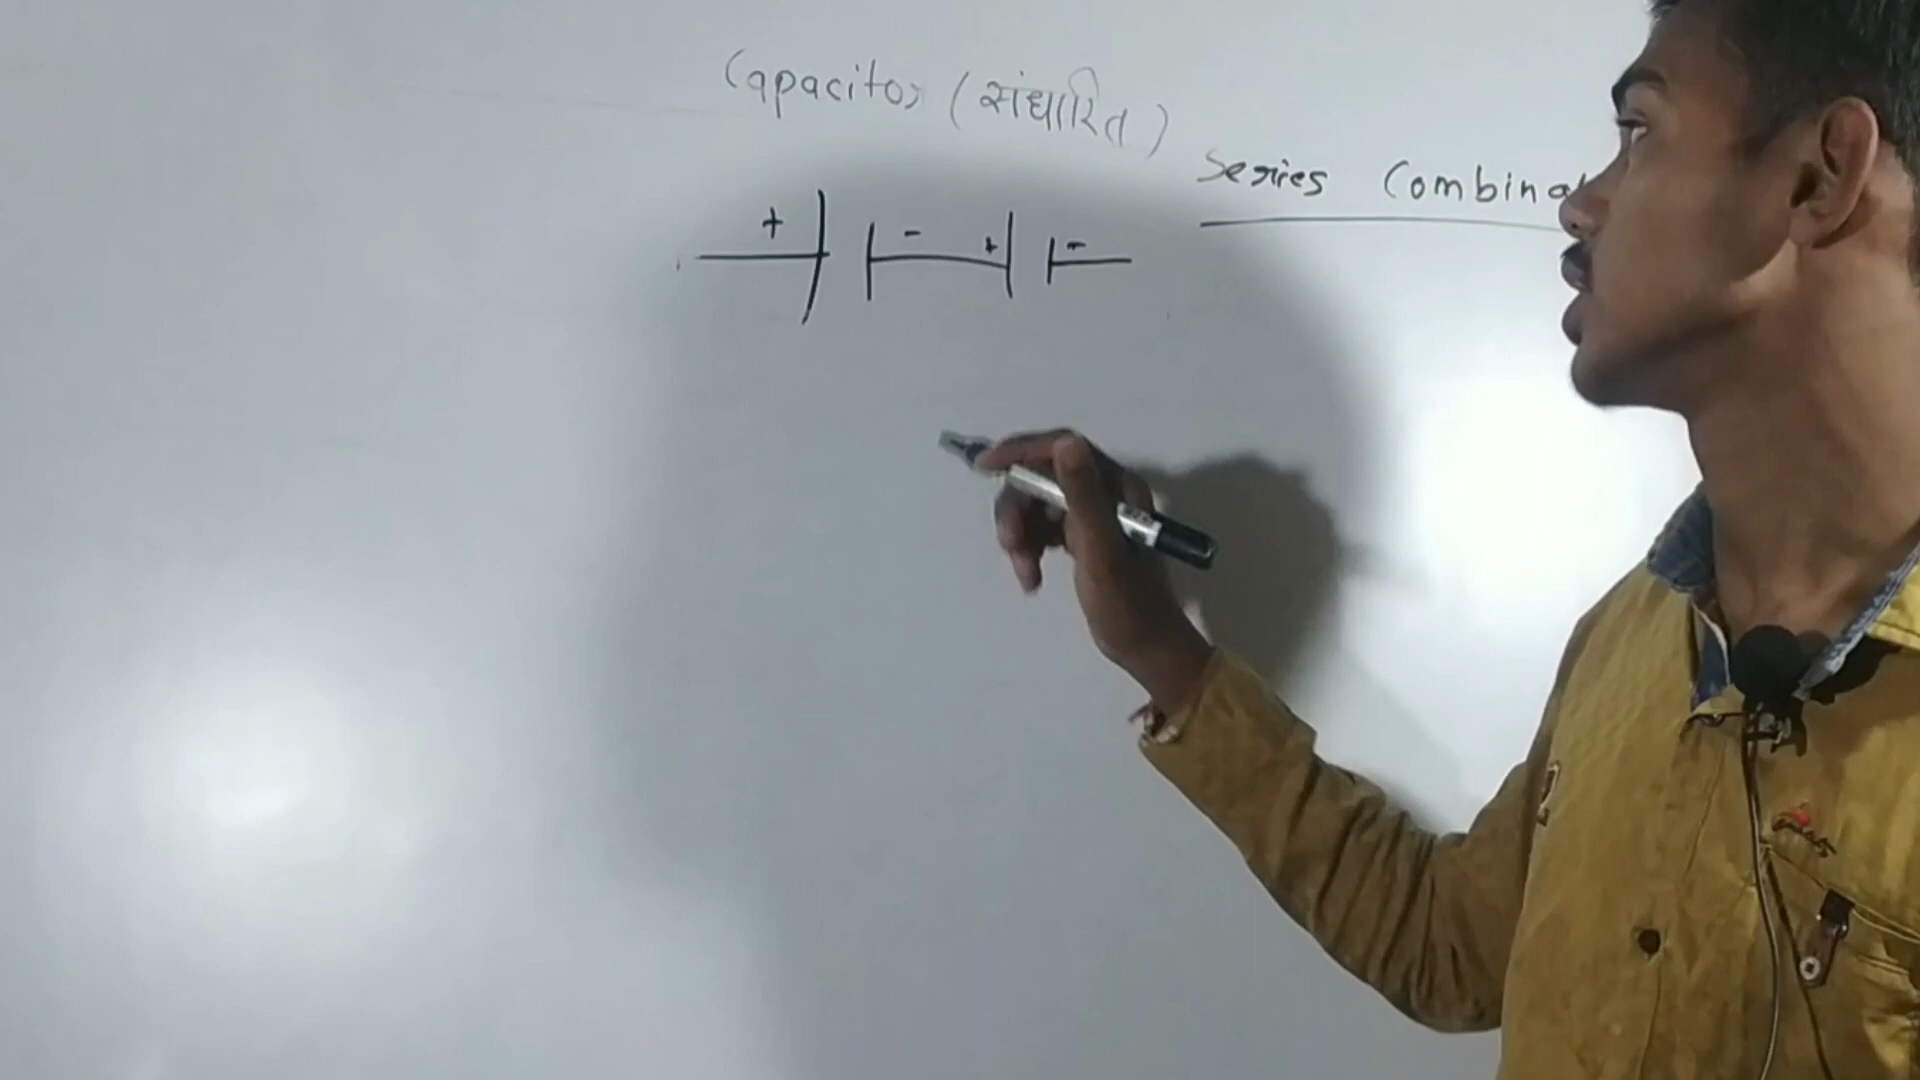 Capacitor (संधारित)
Series Combina
+ - + -